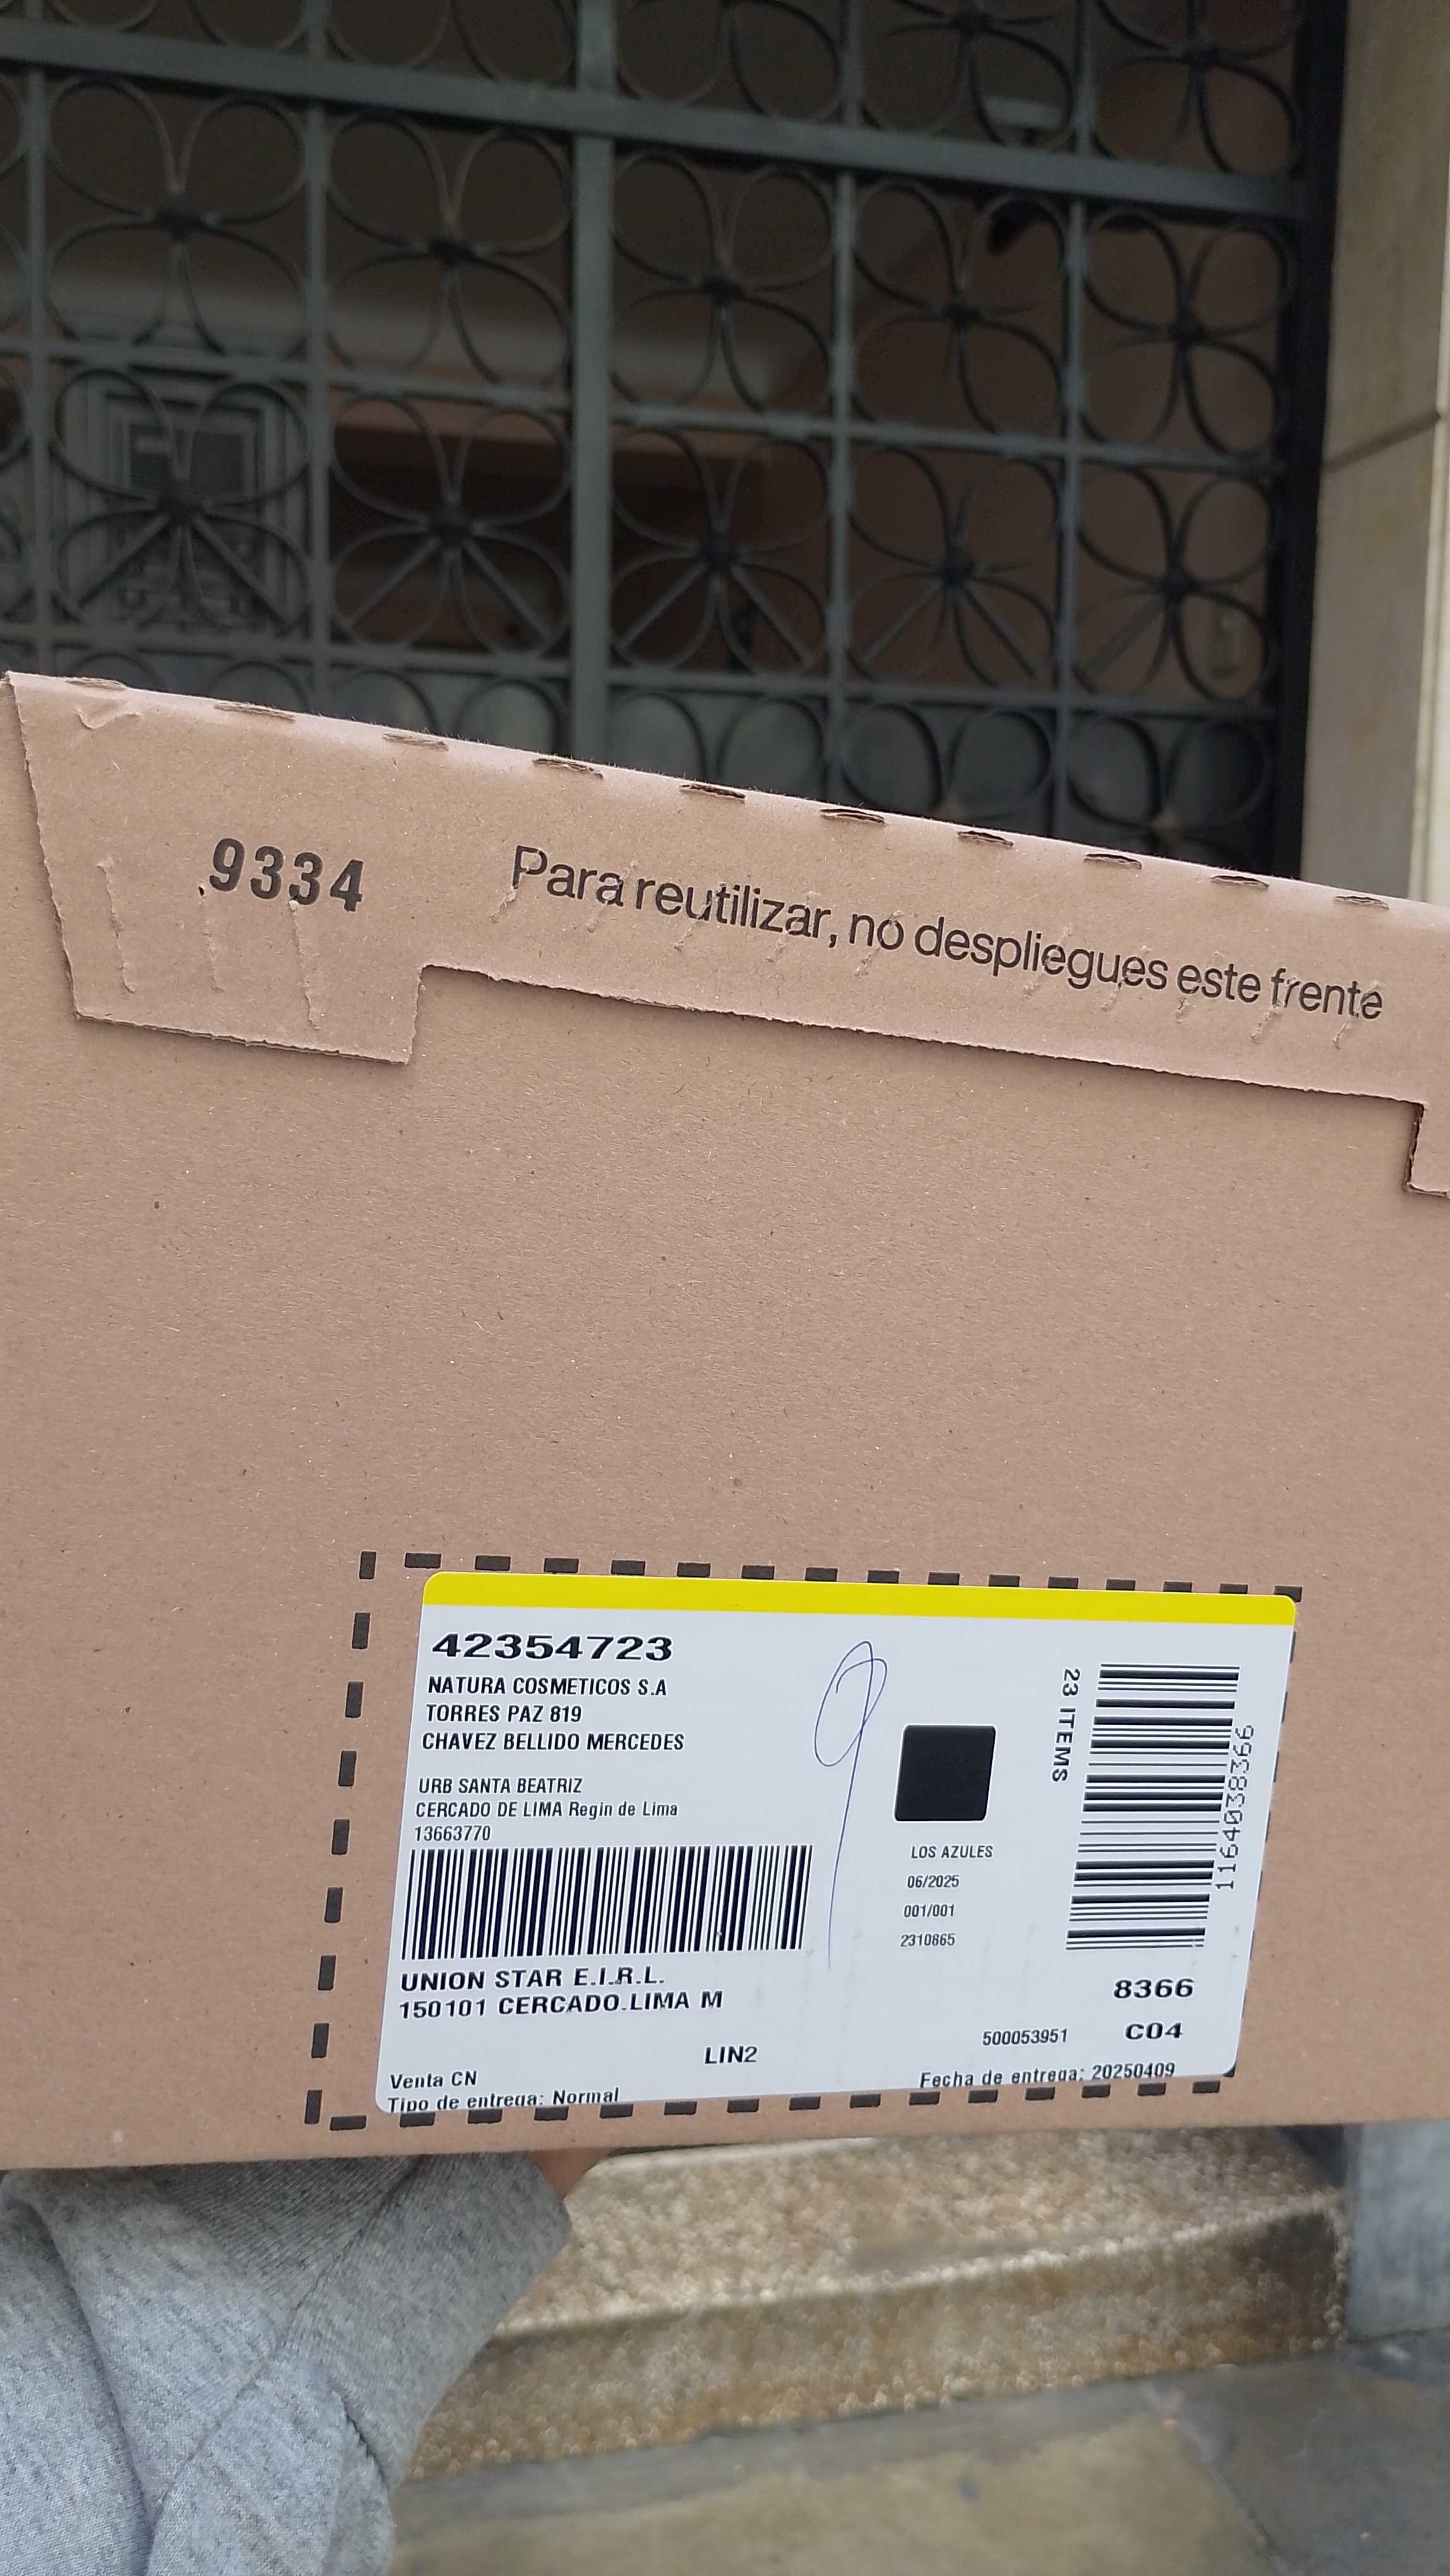 9334
Para reutilizar, no despliegues este frente
42354723
NATURA COSMETICOS S.A
TORRES PAZ 819
CHAVEZ BELLIDO MERCEDES
URB SANTA BEATRIZ
CERCADO DE LIMA Regin de Lima
13663770
UNION STAR E.I.R.L.
150101 CERCADO.LIMA M
LIN2
Venta CN
Tipo de entrega: Normal
9
LOS AZULES
06/2025
001/001
2310865
23 ITEMS
1164038366
8366
500053951 C04
Fecha de entrega: 20250409